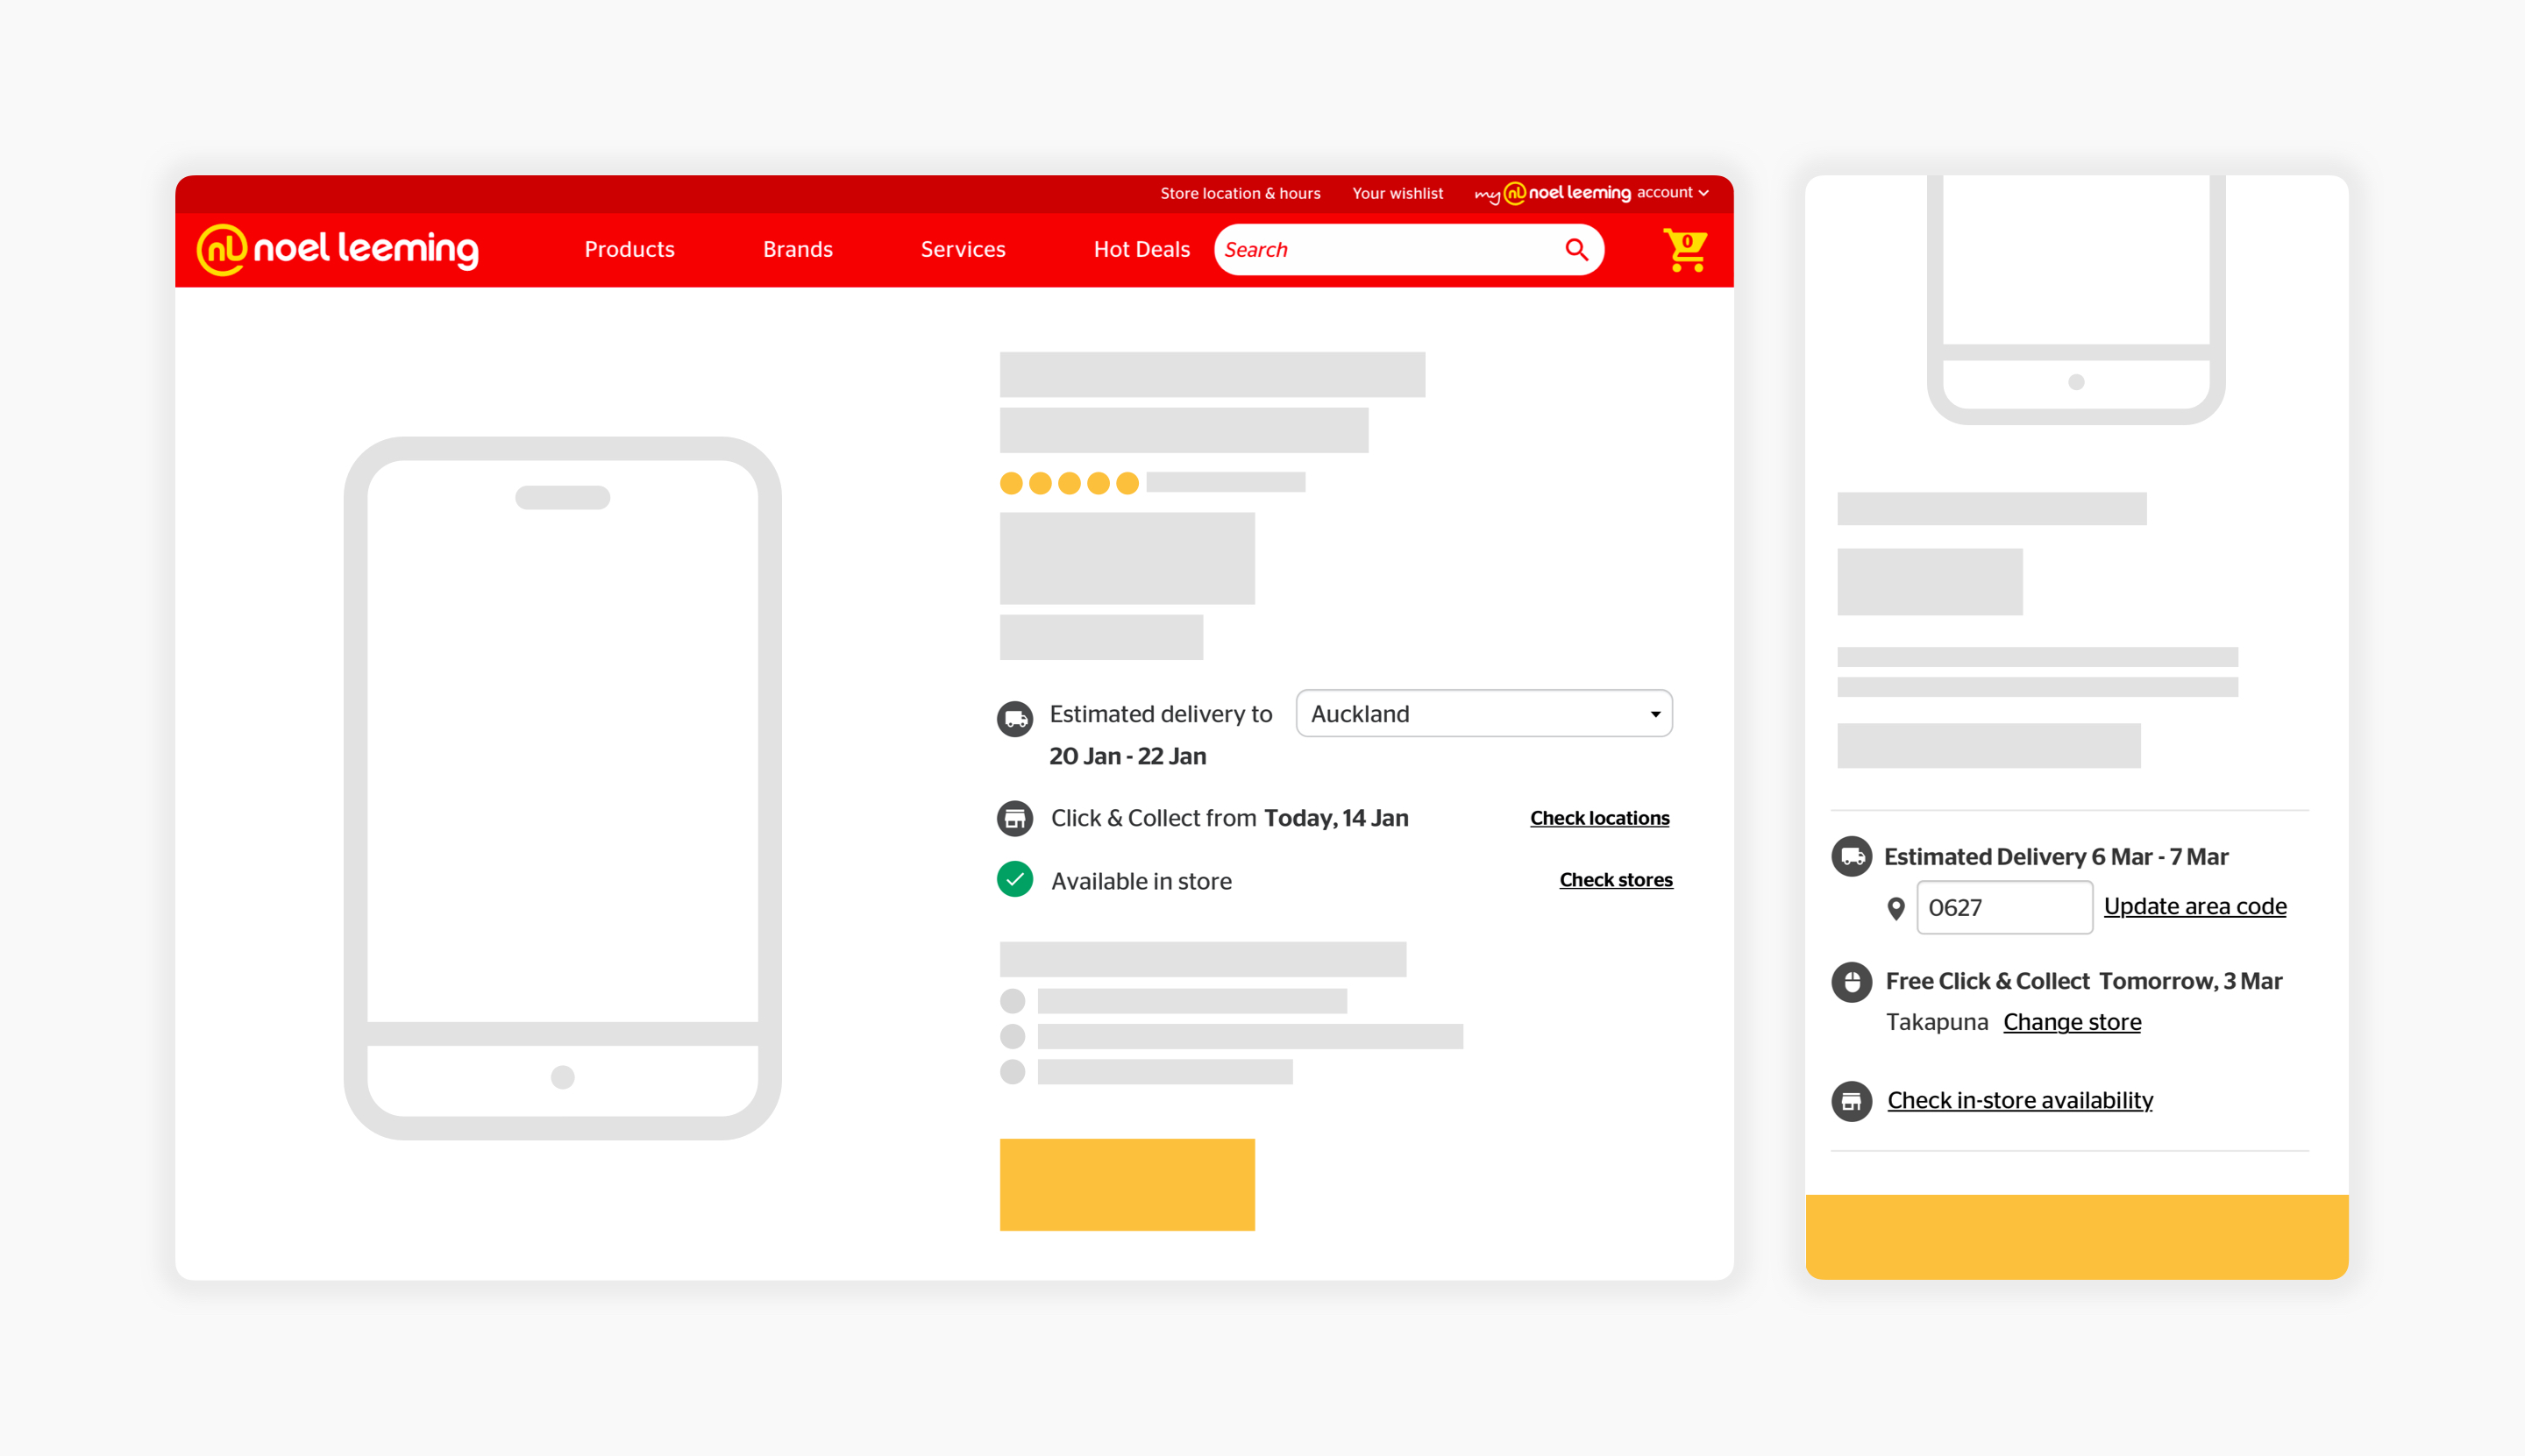 Store location & hours Your wishlist my nl noel leeming account
nl noel leeming Products Brands Services Hot Deals Search 0
Estimated delivery to Auckland
20 Jan - 22 Jan
Click & Collect from Today, 14 Jan Check locations
Available in store Check stores
Estimated Delivery 6 Mar - 7 Mar
0627 Update area code
Free Click & Collect Tomorrow, 3 Mar
Takapuna Change store
Check in-store availability